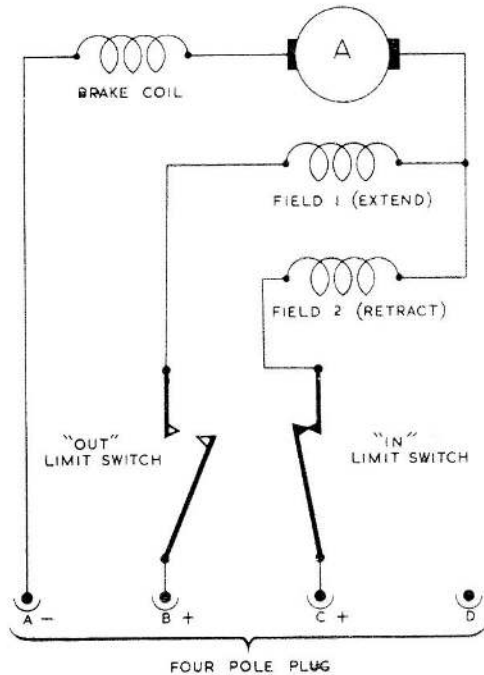 A
BRAKE COIL
FIELD 1 (EXTEND)
FIELD 2 (RETRACT)
"OUT"
LIMIT SWITCH
"IN"
LIMIT SWITCH
A - B + C + D
FOUR POLE PLUG